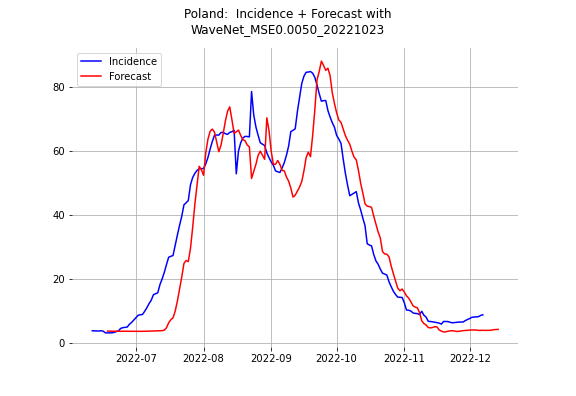 Poland:  Incidence + Forecast with
WaveNet_MSE0.0050_20221023
Incidence
Forecast
80
60
40
20
0
2022-07 2022-08 2022-09 2022-10 2022-11 2022-12